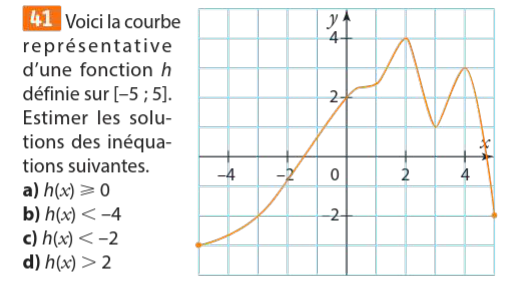 41 Voici la courbe
représentative
d'une fonction h
définie sur [–5 ; 5].
Estimer les solu-
tions des inéqua-
tions suivantes.
a) h(x) ⩾ 0
b) h(x) < –4
c) h(x) < –2
d) h(x) > 2
y
4
2
x
–4 –2 0 2 4
–2